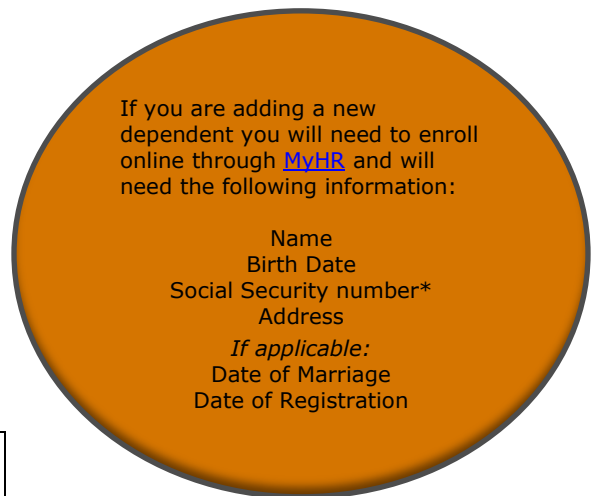 If you are adding a new
dependent you will need to enroll
online through MyHR and will
need the following information:
Name
Birth Date
Social Security number*
Address
If applicable:
Date of Marriage
Date of Registration